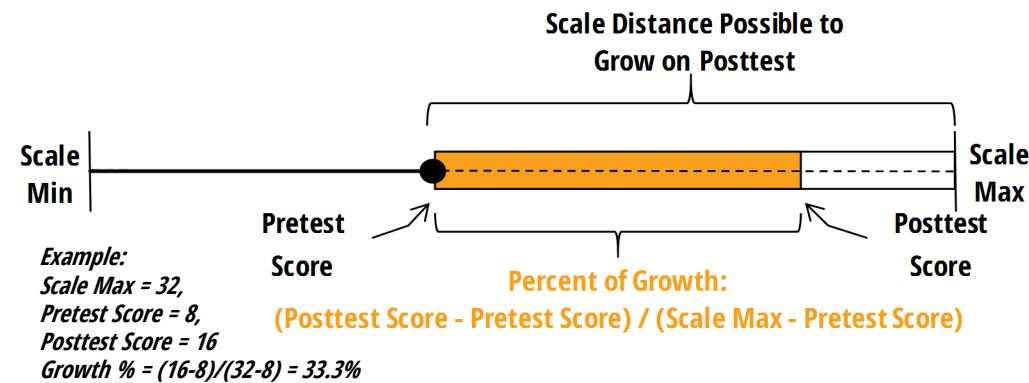 Scale Distance Possible to
Grow on Posttest
Scale
Min
Scale
Max
Pretest
Score
Posttest
Score
Percent of Growth:
(Posttest Score - Pretest Score) / (Scale Max - Pretest Score)
Example:
Scale Max = 32,
Pretest Score = 8,
Posttest Score = 16
Growth % = (16-8)/(32-8) = 33.3%